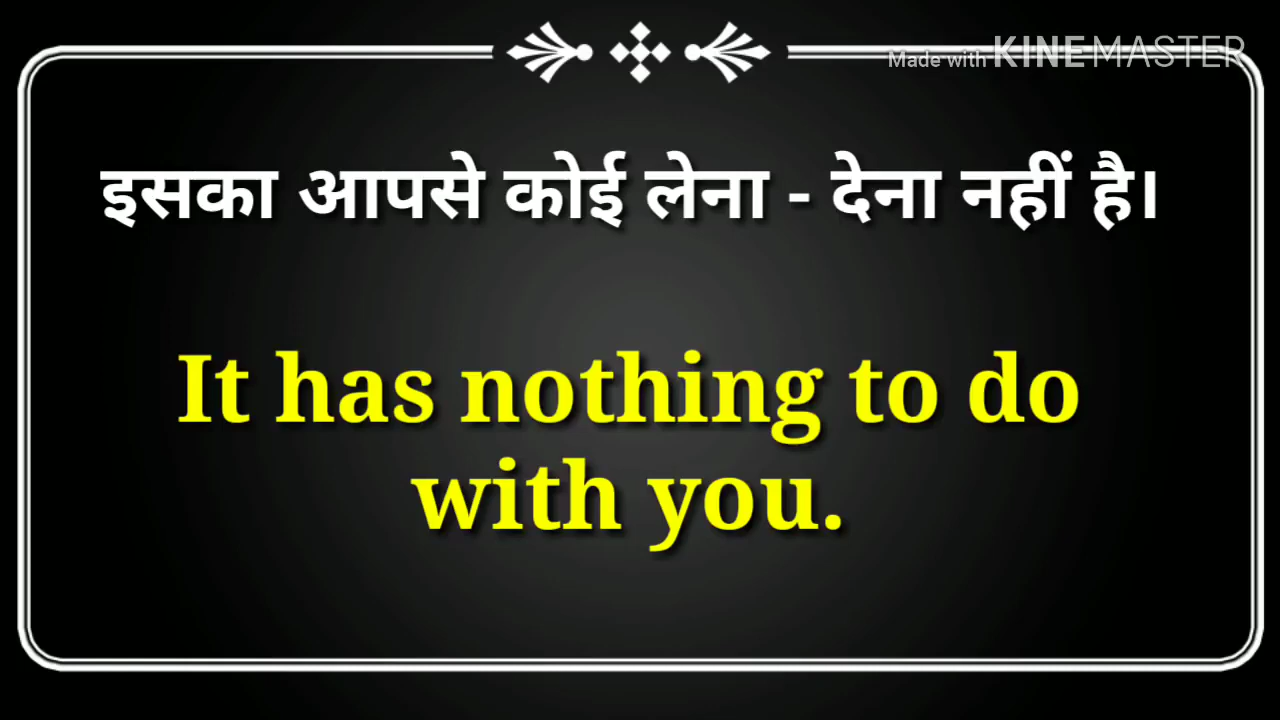 Made with KINEMASTER
इसका आपसे कोई लेना - देना नहीं है।
It has nothing to do
with you.